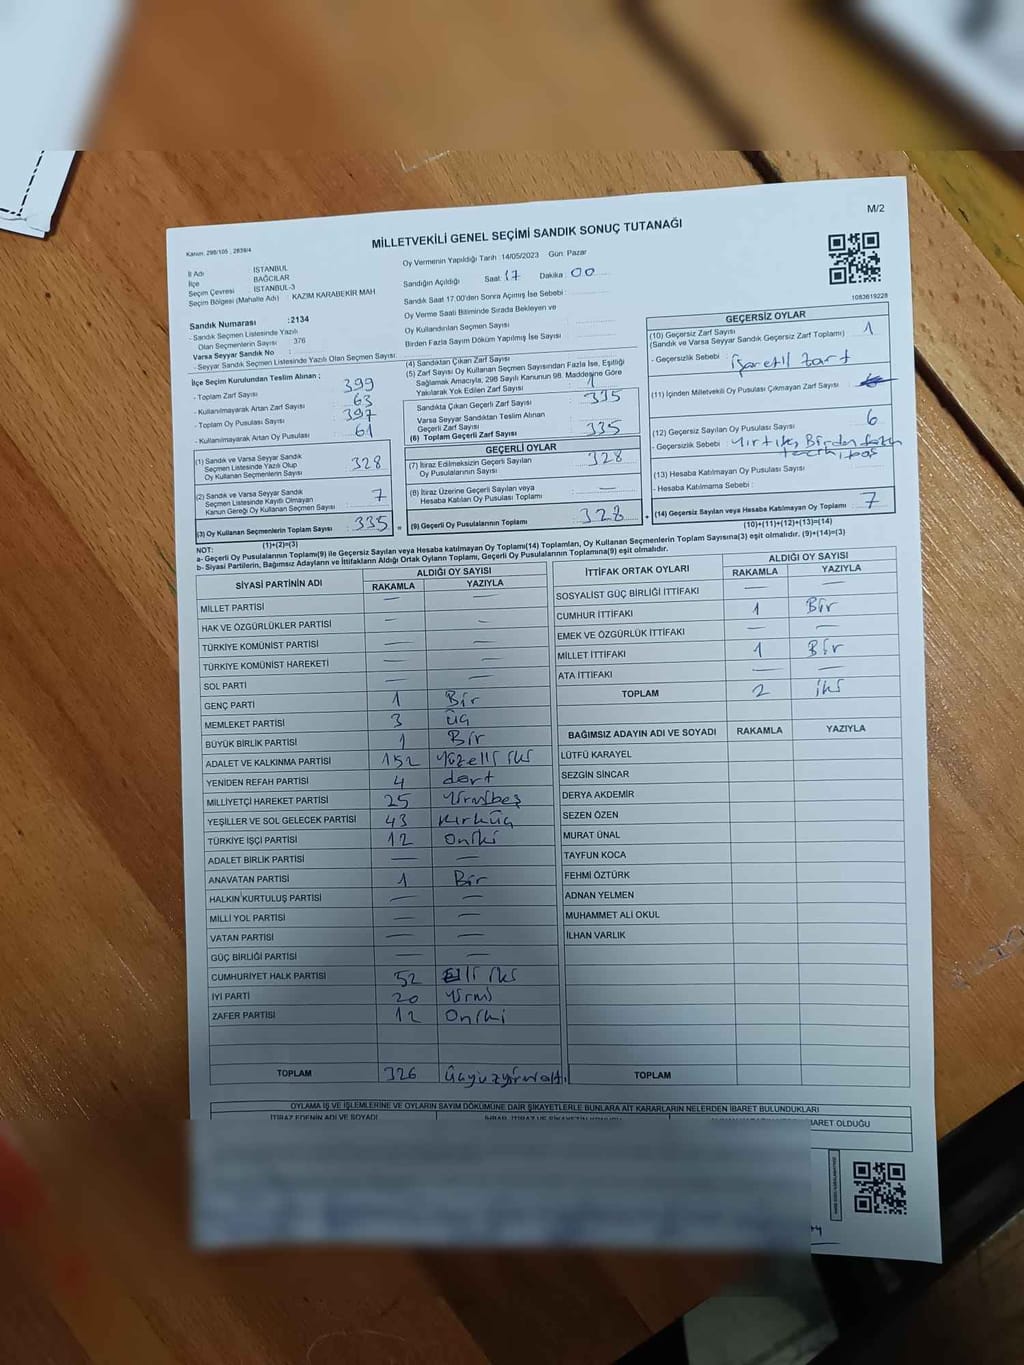 M/2
Kanun: 298/105 , 2839/4
MİLLETVEKİLİ GENEL SEÇİMİ SANDIK SONUÇ TUTANAĞI
İl Adı : İSTANBUL
İlçe : BAĞCILAR
Seçim Çevresi : İSTANBUL-3
Seçim Bölgesi (Mahalle Adı) : KAZIM KARABEKİR MAH
Sandık Numarası : 2134
- Sandık Seçmen Listesinde Yazılı
Olan Seçmenlerin Sayısı : 376
Varsa Seyyar Sandık No :
- Seyyar Sandık Seçmen Listesinde Yazılı Olan Seçmen Sayısı:
Oy Vermenin Yapıldığı Tarih : 14/05/2023 Gün: Pazar
Sandığın Açıldığı Saat: 17 Dakika : 00
Sandık Saat 17.00'den Sonra Açılmış İse Sebebi :
Oy Verme Saati Bitiminde Sırada Bekleyen ve
Oy Kullandırılan Seçmen Sayısı
Birden Fazla Sayım Döküm Yapılmış İse Sayısı :
1083619228
İlçe Seçim Kurulundan Teslim Alınan ;
- Toplam Zarf Sayısı : 399
- Kullanılmayarak Artan Zarf Sayısı : 63
- Toplam Oy Pusulası Sayısı : 397
- Kullanılmayarak Artan Oy Pusulası : 61
(1) Sandık ve Varsa Seyyar Sandık
Seçmen Listesinde Yazılı Olup
Oy Kullanan Seçmenlerin Sayısı : 328
(2) Sandık ve Varsa Seyyar Sandık
Seçmen Listesinde Kayıtlı Olmayan
Kanun Gereği Oy Kullanan Seçmen Sayısı : 7
(3) Oy Kullanan Seçmenlerin Toplam Sayısı : 335
(1)+(2)=(3)
(4) Sandıktan Çıkan Zarf Sayısı
(5) Zarf Sayısı Oy Kullanan Seçmen Sayısından Fazla İse, Eşitliği
Sağlamak Amacıyla, 298 Sayılı Kanunun 98. Maddesine Göre
Yakılarak Yok Edilen Zarf Sayısı
Sandıkta Çıkan Geçerli Zarf Sayısı : 335
Varsa Seyyar Sandıktan Teslim Alınan
Geçerli Zarf Sayısı
(6) Toplam Geçerli Zarf Sayısı : 335
GEÇERLİ OYLAR
(7) İtiraz Edilmeksizin Geçerli Sayılan
Oy Pusulalarının Sayısı : 328
(8) İtiraz Üzerine Geçerli Sayılan veya
Hesaba Katılan Oy Pusulası Toplamı : —
(9) Geçerli Oy Pusulalarının Toplamı : 328
GEÇERSİZ OYLAR
(10) Geçersiz Zarf Sayısı : 1
(Sandık ve Varsa Seyyar Sandık Geçersiz Zarf Toplamı)
- Geçersizlik Sebebi : işaretli zarf
(11) İçinden Milletvekili Oy Pusulası Çıkmayan Zarf Sayısı
(12) Geçersiz Sayılan Oy Pusulası Sayısı : 6
- Geçersizlik Sebebi : Yırtık, Birden fazla
(13) Hesaba Katılmayan Oy Pusulası Sayısı :
- Hesaba Katılmama Sebebi :
(14) Geçersiz Sayılan veya Hesaba Katılmayan Oy Pusulası Toplamı : 7
(10)+(11)+(12)+(13)=(14)
NOT:
a- Geçerli Oy Pusulalarının Toplamı(9) ile Geçersiz Sayılan veya Hesaba katılmayan Oy Toplamı(14) Toplamları, Oy Kullanan Seçmenlerin Toplam Sayısına(3) eşit olmalıdır. (9)+(14)=(3)
b- Siyasi Partilerin, Bağımsız Adayların ve İttifakların Aldığı Ortak Oyların Toplamı, Geçerli Oy Pusulalarının Toplamına(9) eşit olmalıdır.
SİYASİ PARTİNİN ADI ALDIĞI OY SAYISI
RAKAMLA YAZIYLA
MİLLET PARTİSİ — —
HAK VE ÖZGÜRLÜKLER PARTİSİ — —
TÜRKİYE KOMÜNİST PARTİSİ — —
TÜRKİYE KOMÜNİST HAREKETİ — —
SOL PARTİ — —
GENÇ PARTİ 1 Bir
MEMLEKET PARTİSİ 3 üç
BÜYÜK BİRLİK PARTİSİ 1 Bir
ADALET VE KALKINMA PARTİSİ 152 Yüzelli iki
YENİDEN REFAH PARTİSİ 4 dört
MİLLİYETÇİ HAREKET PARTİSİ 25 Yirmibeş
YEŞİLLER VE SOL GELECEK PARTİSİ 43 Kırküç
TÜRKİYE İŞÇİ PARTİSİ 12 Oniki
ADALET BİRLİK PARTİSİ — —
ANAVATAN PARTİSİ 1 Bir
HALKIN KURTULUŞ PARTİSİ — —
MİLLİ YOL PARTİSİ — —
VATAN PARTİSİ — —
GÜÇ BİRLİĞİ PARTİSİ — —
CUMHURİYET HALK PARTİSİ 52 Elli iki
İYİ PARTİ 20 Yirmi
ZAFER PARTİSİ 12 Oniki
TOPLAM 326 Üçyüzyirmialtı
İTTİFAK ORTAK OYLARI ALDIĞI OY SAYISI
RAKAMLA YAZIYLA
SOSYALİST GÜÇ BİRLİĞİ İTTİFAKI — —
CUMHUR İTTİFAKI 1 Bir
EMEK VE ÖZGÜRLÜK İTTİFAKI — —
MİLLET İTTİFAKI 1 Bir
ATA İTTİFAKI — —
TOPLAM 2 iki
BAĞIMSIZ ADAYIN ADI VE SOYADI RAKAMLA YAZIYLA
LÜTFÜ KARAYEL
SEZGİN SİNCAR
DERYA AKDEMİR
SEZEN ÖZEN
MURAT ÜNAL
TAYFUN KOCA
FEHMİ ÖZTÜRK
ADNAN YELMEN
MUHAMMET ALİ OKUL
İLHAN VARLIK
TOPLAM
OYLAMA İŞ VE İŞLEMLERİNE VE OYLARIN SAYIM DÖKÜMÜNE DAİR ŞİKAYETLERLE BUNLARA AİT KARARLARIN NELERDEN İBARET BULUNDUKLARI
İTİRAZ EDENİN ADI VE SOYADI
OLDUĞU